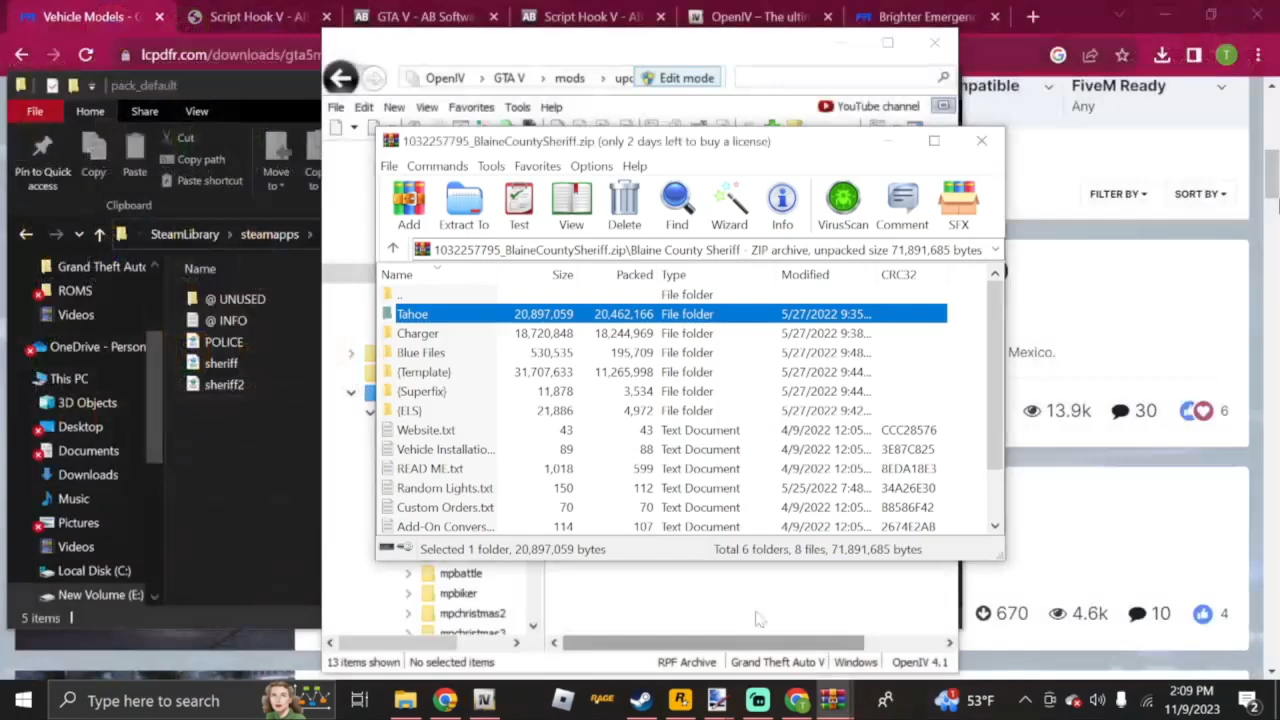 Vehicle Models - G
Script Hook V - AB
GTA V - AB Softwa
Script Hook V - AB
OpenIV – The ultin
Brighter Emergen
lcpdfr.com/downloads/gta5m
T
pack_default
File
Home
Share
View
Pin to Quick access
Copy
Paste
Cut
Copy path
Paste shortcut
Move to
Clipboard
SteamLibrary
steamapps
Grand Theft Auto
ROMS
Videos
OneDrive - Person
This PC
3D Objects
Desktop
Documents
Downloads
Music
Pictures
Videos
Local Disk (C:)
New Volume (E:)
Name
@ UNUSED
@ INFO
POLICE
sheriff
sheriff2
5 items
OpenIV
GTA V
mods
upd
Edit mode
File Edit New View Favorites Tools Help
YouTube channel
1032257795_BlaineCountySheriff.zip (only 2 days left to buy a license)
File Commands Tools Favorites Options Help
Add Extract To Test View Delete Find Wizard Info VirusScan Comment SFX
1032257795_BlaineCountySheriff.zip\Blaine County Sheriff - ZIP archive, unpacked size 71,891,685 bytes
Name Size Packed Type Modified CRC32
.. File folder
Tahoe 20,897,059 20,462,166 File folder 5/27/2022 9:35...
Charger 18,720,848 18,244,969 File folder 5/27/2022 9:38...
Blue Files 530,535 195,709 File folder 5/27/2022 9:48...
{Template} 31,707,633 11,265,998 File folder 5/27/2022 9:44...
{Superfix} 11,878 3,534 File folder 5/27/2022 9:44...
{ELS} 21,886 4,972 File folder 5/27/2022 9:42...
Website.txt 43 43 Text Document 4/9/2022 12:05... CCC28576
Vehicle Installatio... 89 88 Text Document 4/9/2022 12:05... 3E87C825
READ ME.txt 1,018 599 Text Document 4/9/2022 12:05... 8EDA18E3
Random Lights.txt 150 112 Text Document 5/25/2022 7:48... 34A26E30
Custom Orders.txt 70 70 Text Document 4/9/2022 12:05... B8586F42
Add-On Convers... 114 107 Text Document 4/9/2022 12:05... 2674E2AB
Selected 1 folder, 20,897,059 bytes
Total 6 folders, 8 files, 71,891,685 bytes
mpbattle
mpbiker
mpchristmas2
mpchristmas3
13 items shown
No selected items
RPF Archive
Grand Theft Auto V
Windows
OpenIV 4.1
mpatible
FiveM Ready
Any
FILTER BY
SORT BY
Mexico.
13.9k
30
6
670
4.6k
10
4
Type here to search
RAGE
53°F
2:09 PM
11/9/2023
2